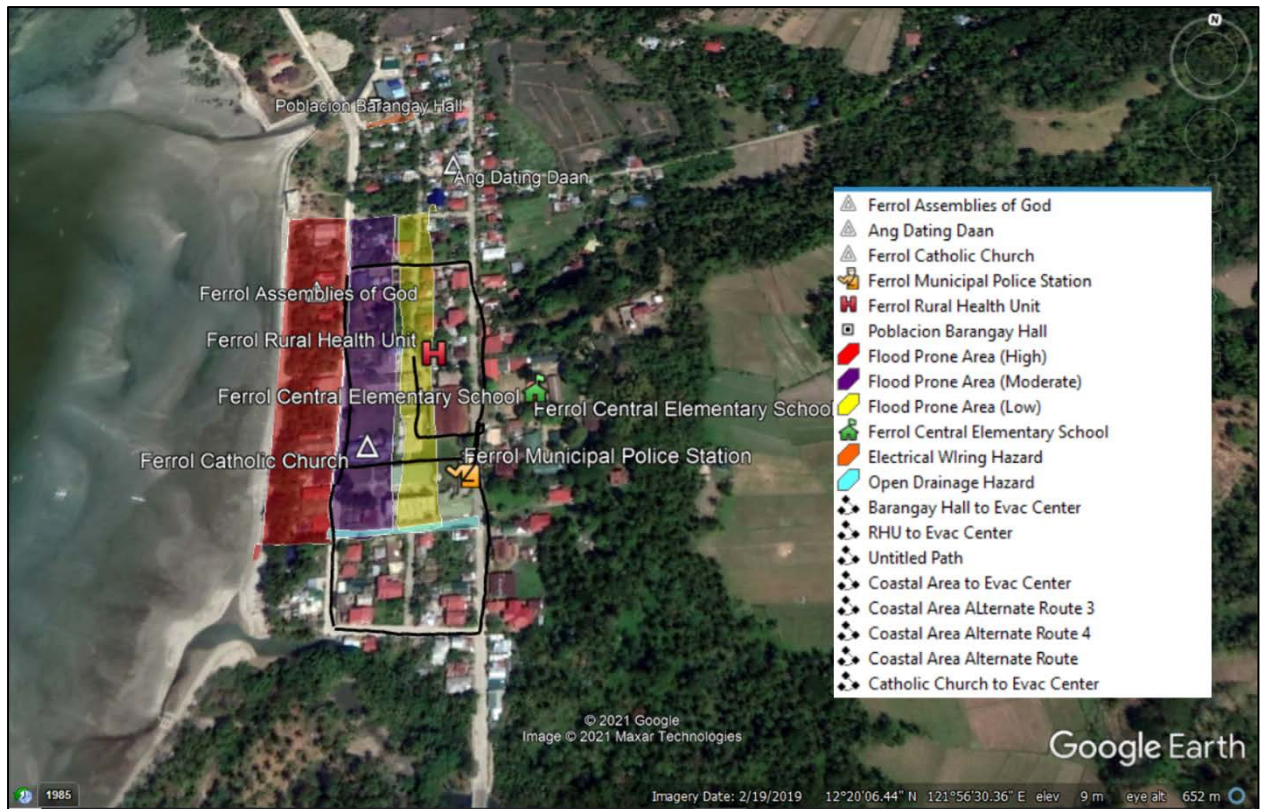 N
Poblacion Barangay Hall
Ang Dating Daan
Ferrol Assemblies of God
Ferrol Rural Health Unit
H
Ferrol Central Elementary School
Ferrol Central Elementary School
Ferrol Catholic Church
Ferrol Municipal Police Station
Ferrol Assemblies of God
Ang Dating Daan
Ferrol Catholic Church
Ferrol Municipal Police Station
H Ferrol Rural Health Unit
Poblacion Barangay Hall
Flood Prone Area (High)
Flood Prone Area (Moderate)
Flood Prone Area (Low)
Ferrol Central Elementary School
Electrical WIring Hazard
Open Drainage Hazard
Barangay Hall to Evac Center
RHU to Evac Center
Untitled Path
Coastal Area to Evac Center
Coastal Area ALternate Route 3
Coastal Area Alternate Route 4
Coastal Area Alternate Route
Catholic Church to Evac Center
© 2021 Google
Image © 2021 Maxar Technologies
Google Earth
1985
Imagery Date: 2/19/2019 12°20'06.44" N 121°56'30.36" E elev 9 m eye alt 652 m